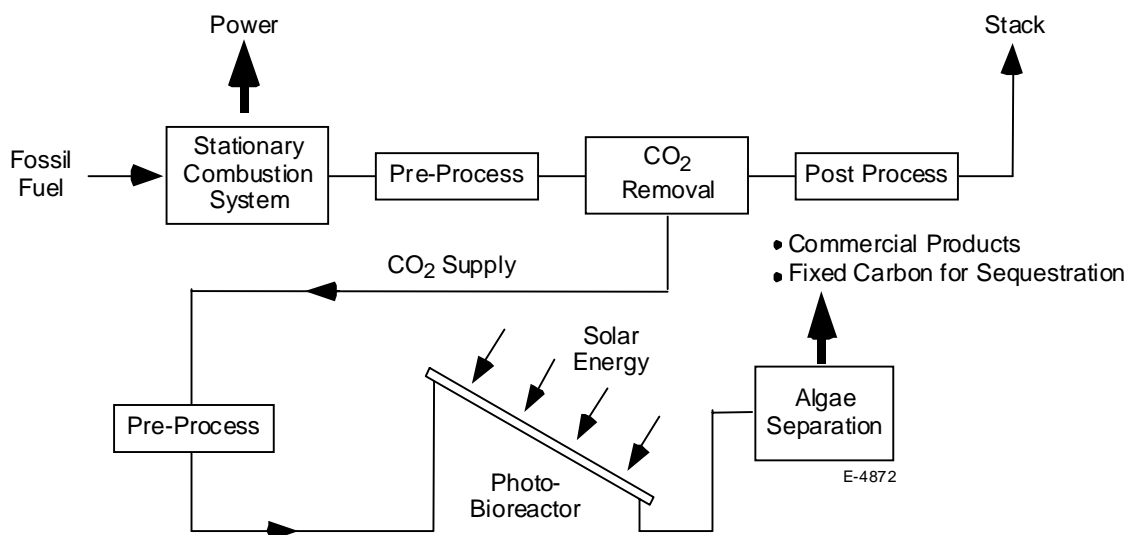 Power
Stack
Fossil
Fuel
Stationary
Combustion
System
Pre-Process
CO2
Removal
Post Process
• Commercial Products
• Fixed Carbon for Sequestration
CO2 Supply
Solar
Energy
Pre-Process
Algae
Separation
E-4872
Photo-
Bioreactor